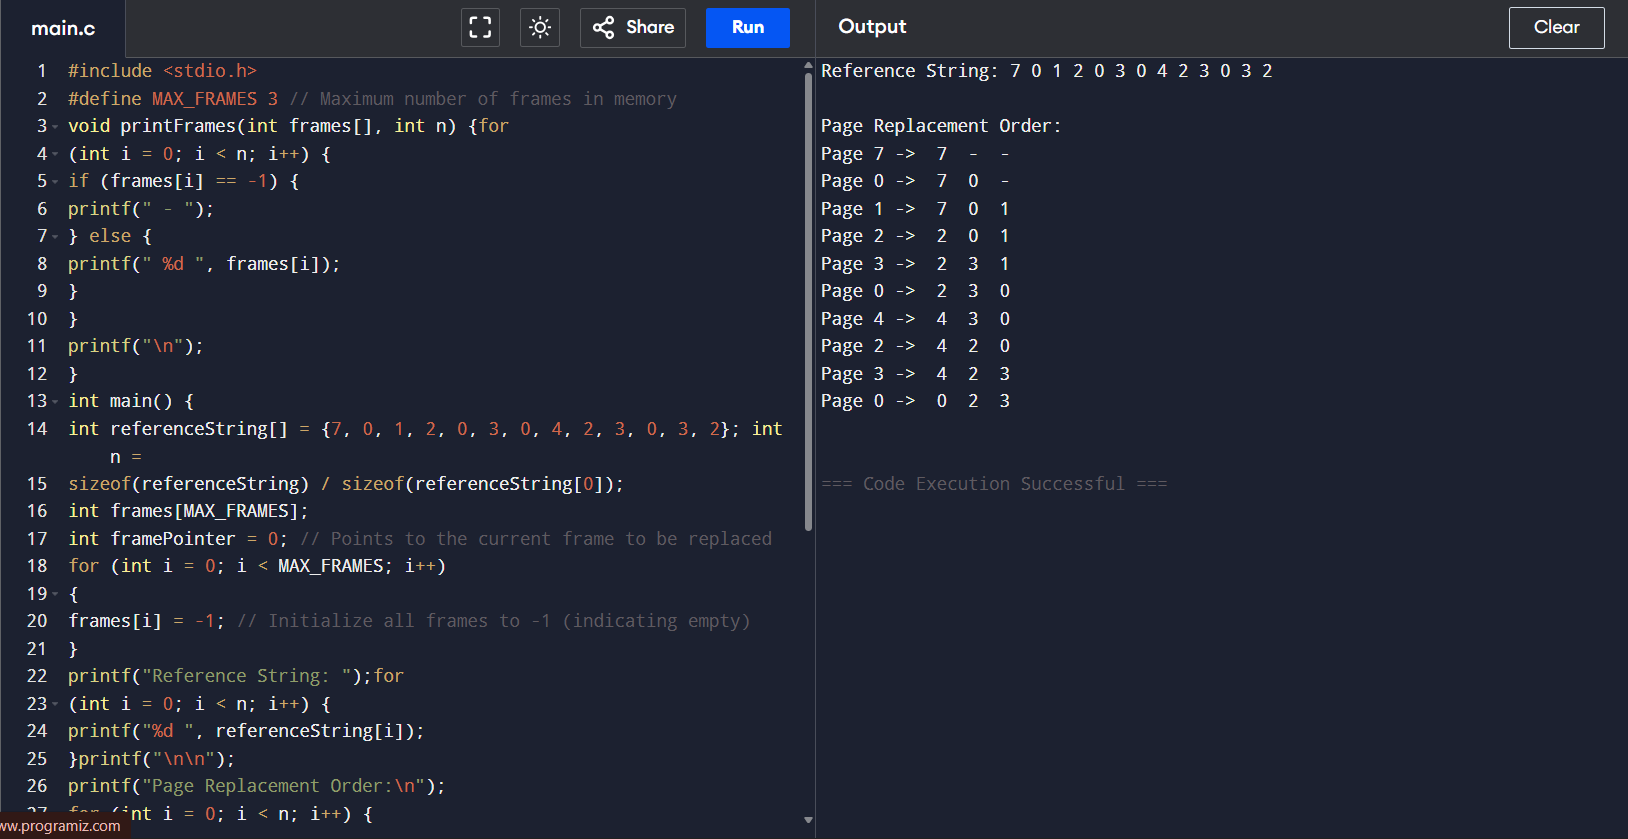 main.c
Share
Run
Output
Clear
1 #include <stdio.h>
2 #define MAX_FRAMES 3 // Maximum number of frames in memory
3 void printFrames(int frames[], int n) {for
4 (int i = 0; i < n; i++) {
5 if (frames[i] == -1) {
6 printf(" - ");
7 } else {
8 printf(" %d ", frames[i]);
9 }
10 }
11 printf("\n");
12 }
13 int main() {
14 int referenceString[] = {7, 0, 1, 2, 0, 3, 0, 4, 2, 3, 0, 3, 2}; int
n =
15 sizeof(referenceString) / sizeof(referenceString[0]);
16 int frames[MAX_FRAMES];
17 int framePointer = 0; // Points to the current frame to be replaced
18 for (int i = 0; i < MAX_FRAMES; i++)
19 {
20 frames[i] = -1; // Initialize all frames to -1 (indicating empty)
21 }
22 printf("Reference String: ");for
23 (int i = 0; i < n; i++) {
24 printf("%d ", referenceString[i]);
25 }printf("\n\n");
26 printf("Page Replacement Order:\n");
27 for (int i = 0; i < n; i++) {
ww.programiz.com
Reference String: 7 0 1 2 0 3 0 4 2 3 0 3 2
Page Replacement Order:
Page 7 -> 7 - -
Page 0 -> 7 0 -
Page 1 -> 7 0 1
Page 2 -> 2 0 1
Page 3 -> 2 3 1
Page 0 -> 2 3 0
Page 4 -> 4 3 0
Page 2 -> 4 2 0
Page 3 -> 4 2 3
Page 0 -> 0 2 3
=== Code Execution Successful ===